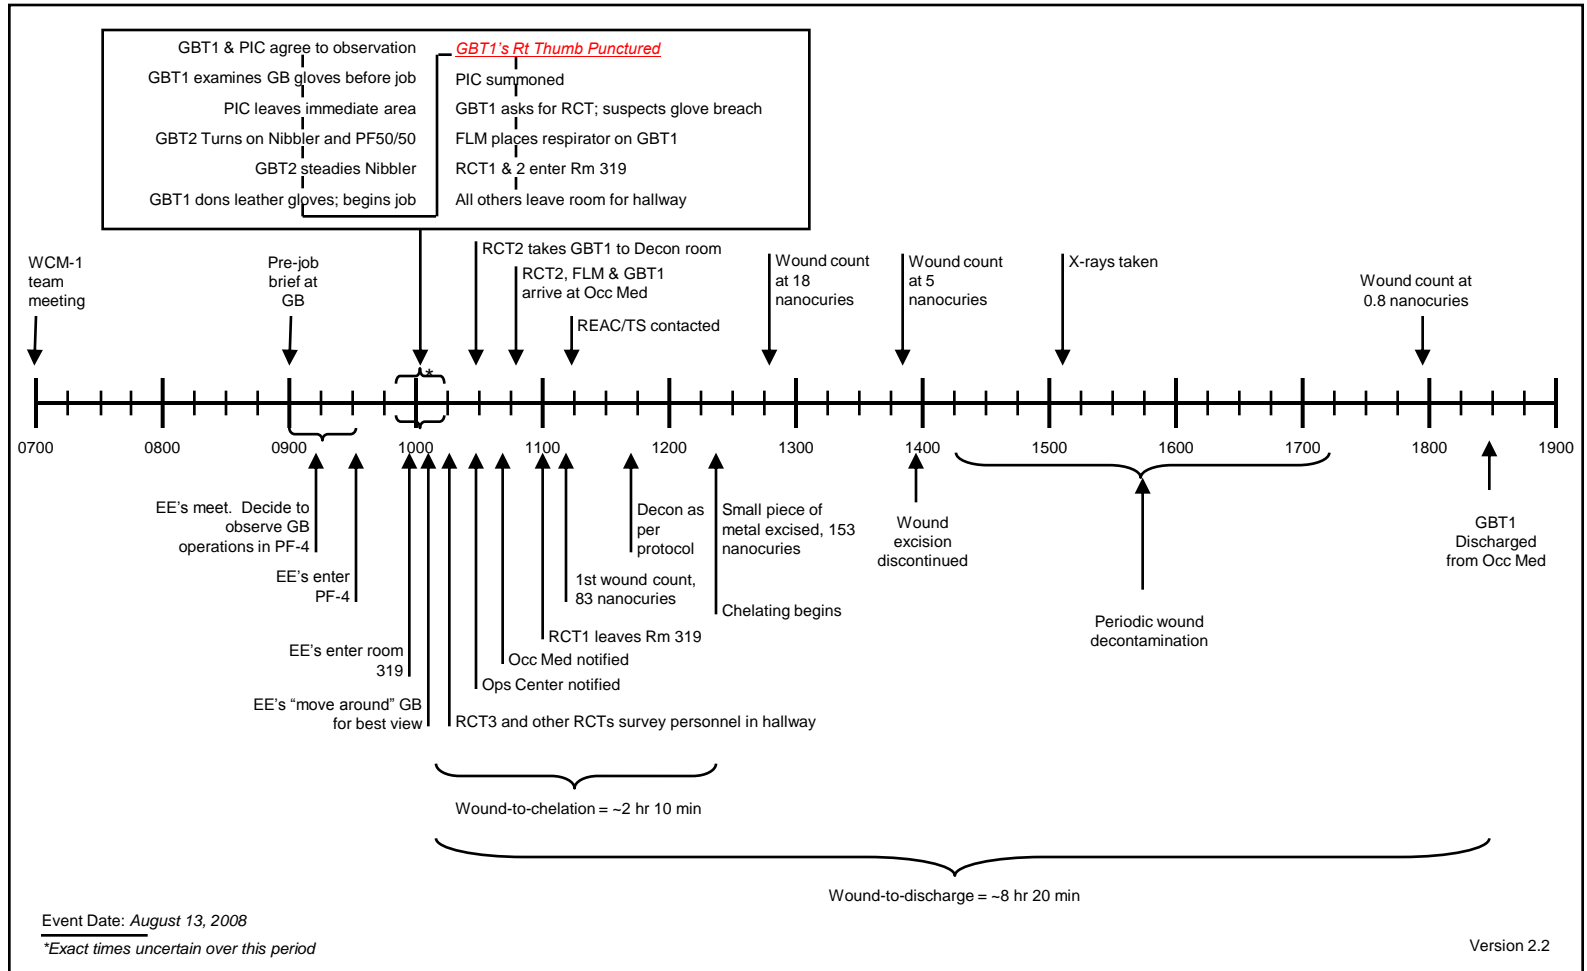 GBT1 & PIC agree to observation
GBT1 examines GB gloves before job
PIC leaves immediate area
GBT2 Turns on Nibbler and PF50/50
GBT2 steadies Nibbler
GBT1 dons leather gloves; begins job
GBT1's Rt Thumb Punctured
PIC summoned
GBT1 asks for RCT; suspects glove breach
FLM places respirator on GBT1
RCT1 & 2 enter Rm 319
All others leave room for hallway
WCM-1
team
meeting
Pre-job
brief at
GB
RCT2 takes GBT1 to Decon room
RCT2, FLM & GBT1
arrive at Occ Med
REAC/TS contacted
Wound count
at 18
nanocuries
Wound count
at 5
nanocuries
X-rays taken
Wound count at
0.8 nanocuries
*
0700 0800 0900 1000 1100 1200 1300 1400 1500 1600 1700 1800 1900
EE's meet. Decide to
observe GB
operations in PF-4
EE's enter
PF-4
EE's enter room
319
EE's “move around” GB
for best view
RCT3 and other RCTs survey personnel in hallway
Ops Center notified
Occ Med notified
RCT1 leaves Rm 319
1st wound count,
83 nanocuries
Decon as
per
protocol
Small piece of
metal excised, 153
nanocuries
Chelating begins
Wound
excision
discontinued
Periodic wound
decontamination
GBT1
Discharged
from Occ Med
Wound-to-chelation = ~2 hr 10 min
Wound-to-discharge = ~8 hr 20 min
Event Date: August 13, 2008
*Exact times uncertain over this period
Version 2.2